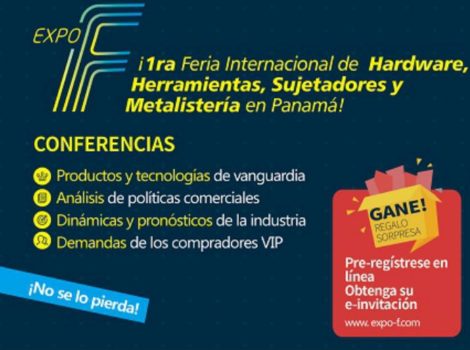 EXPO
F
¡1ra Feria Internacional de Hardware,
Herramientas, Sujetadores y
Metalistería en Panamá!
CONFERENCIAS
Productos y tecnologías de vanguardia
Análisis de políticas comerciales
Dinámicas y pronósticos de la industria
Demandas de los compradores VIP
¡No se lo pierda!
GANE!
REGALO
SORPRESA
Pre-regístrese en
línea
Obtenga su
e-invitación
www. expo-f.com